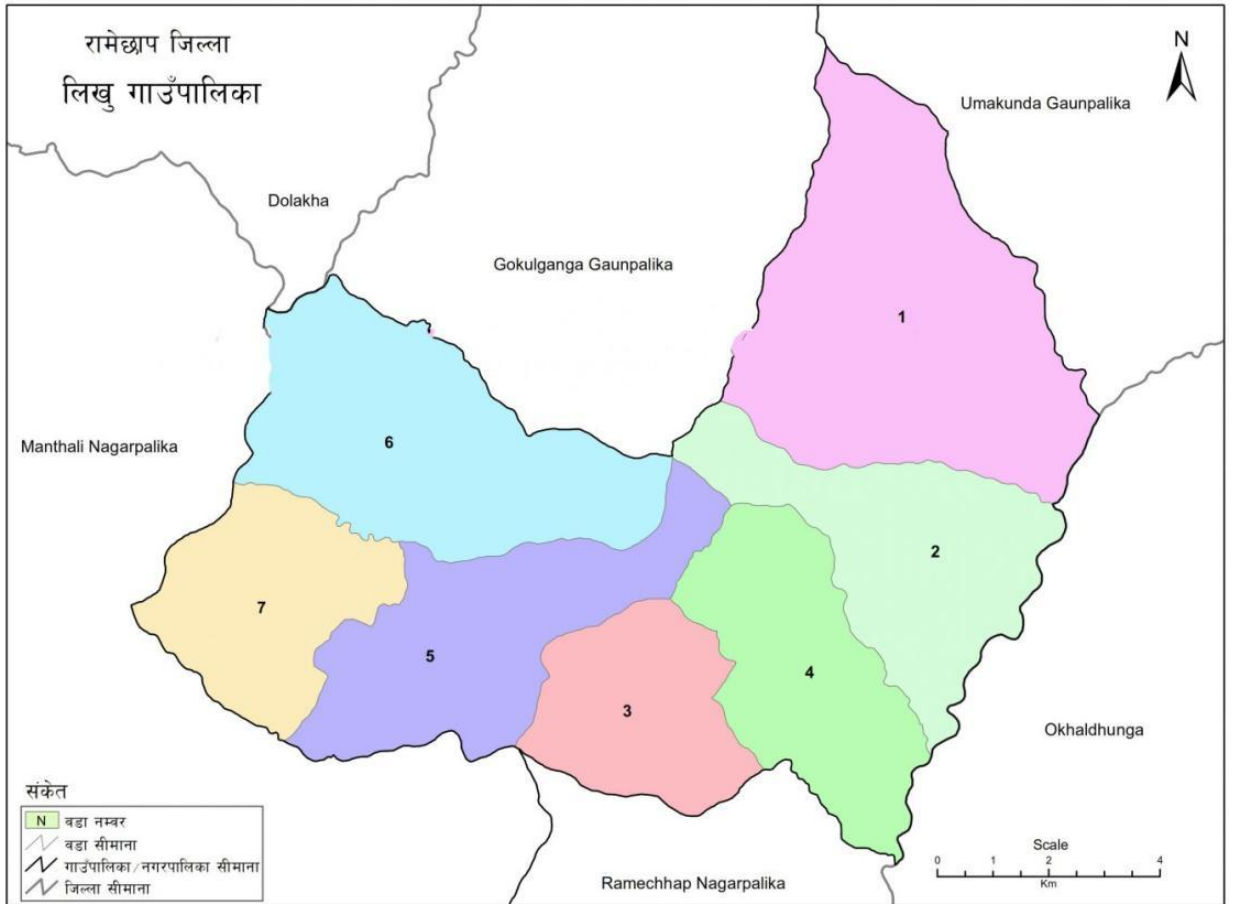 रामेछाप जिल्ला
लिखु गाउँपालिका
N
Umakunda Gaunpalika
Dolakha
Gokulganga Gaunpalika
1
Manthali Nagarpalika
6
2
7
5
4
3
Okhaldhunga
संकेत
N वडा नम्बर
वडा सीमाना
गाउँपालिका/नगरपालिका सीमाना
जिल्ला सीमाना
Scale
0 1 2 4
Km
Ramechhap Nagarpalika